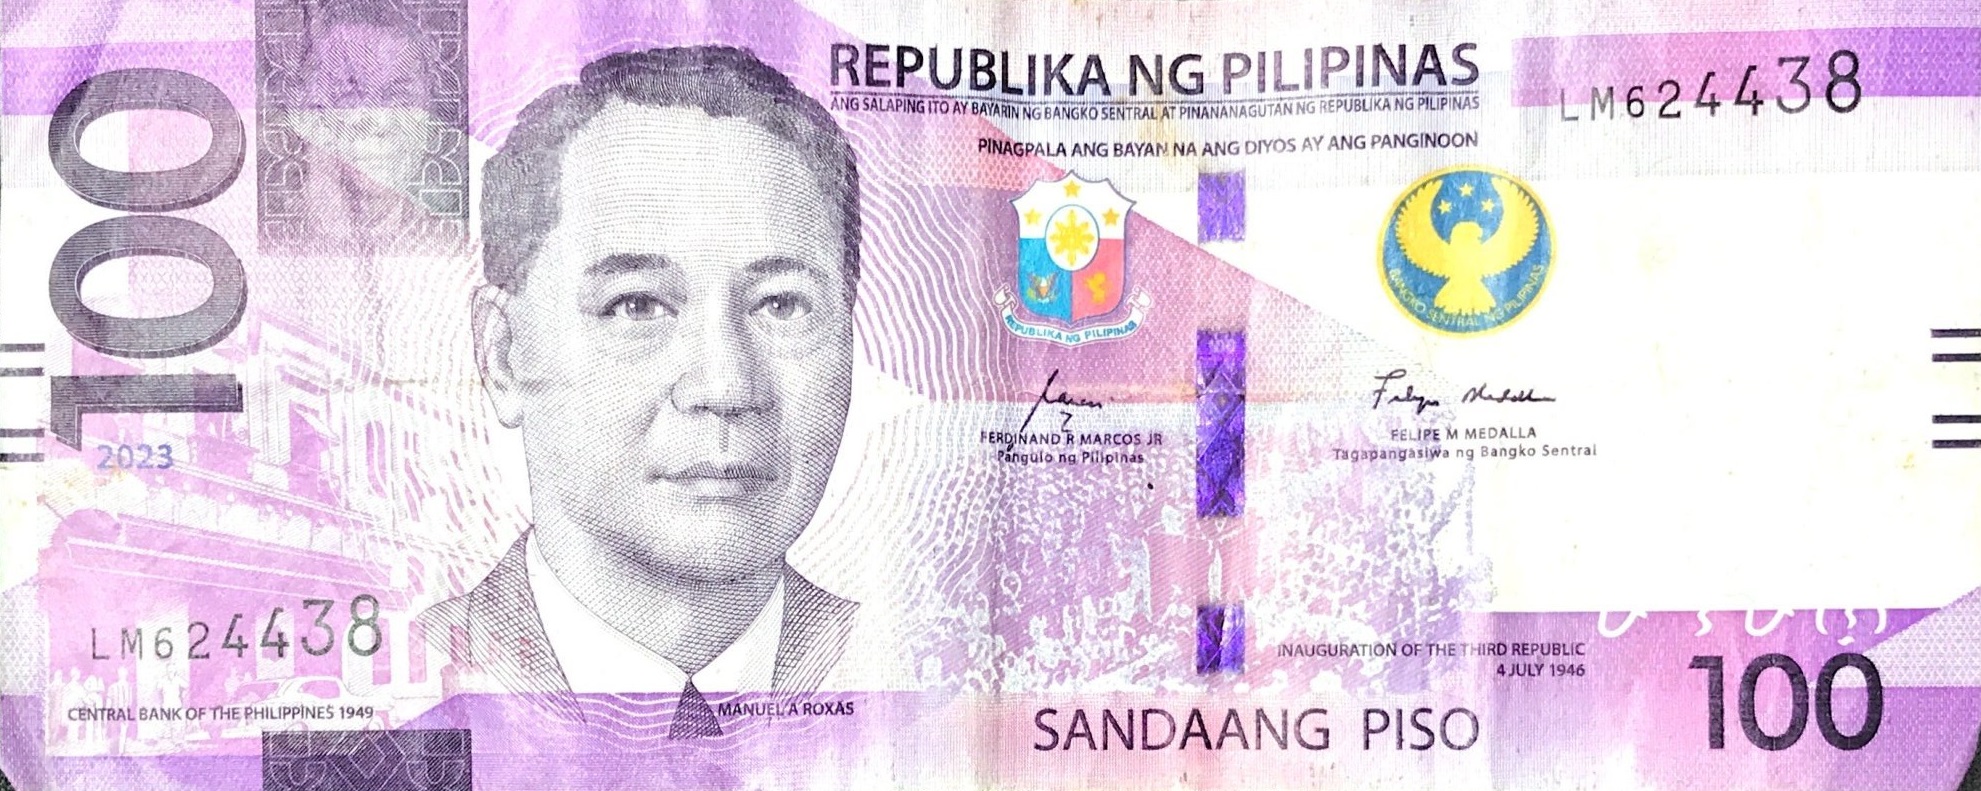 REPUBLIKA NG PILIPINAS
ANG SALAPING ITO AY BAYARIN NG BANGKO SENTRAL AT PINANANAGUTAN NG REPUBLIKA NG PILIPINAS
PINAGPALA ANG BAYAN NA ANG DIYOS AY ANG PANGINOON
LM624438
REPUBLIKA NG PILIPINAS
BANGKO SENTRAL NG PILIPINAS
FERDINAND R MARCOS JR
Pangulo ng Pilipinas
FELIPE M MEDALLA
Tagapangasiwa ng Bangko Sentral
100
2023
LM624438
CENTRAL BANK OF THE PHILIPPINES 1949
MANUEL A ROXAS
INAUGURATION OF THE THIRD REPUBLIC
4 JULY 1946
SANDAANG PISO
100